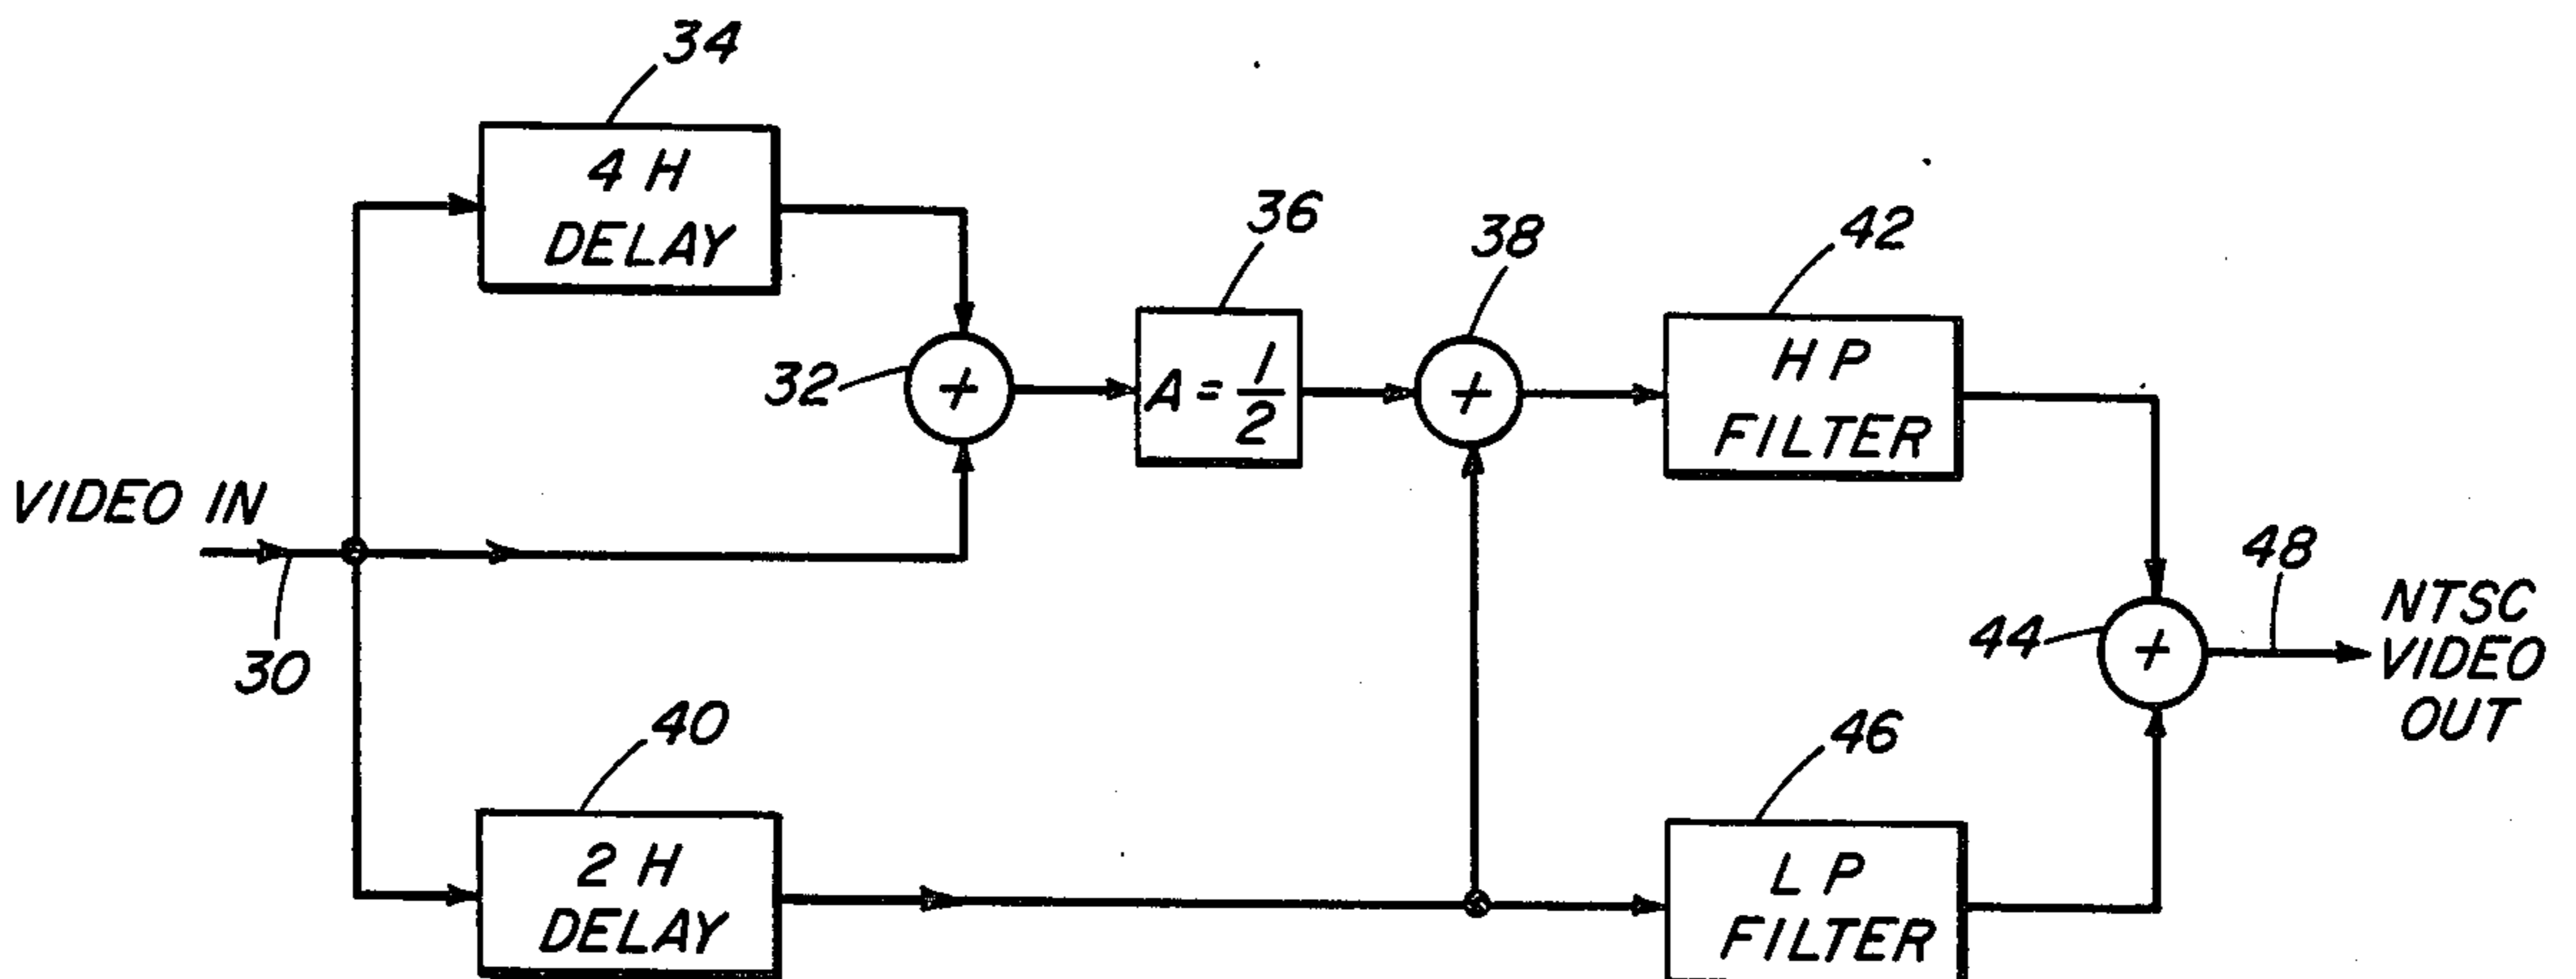 34
4 H
DELAY
36
38
42
32
A = 1/2
+
+
H P
FILTER
VIDEO IN
30
48
NTSC
VIDEO
OUT
44
+
40
46
2 H
DELAY
L P
FILTER